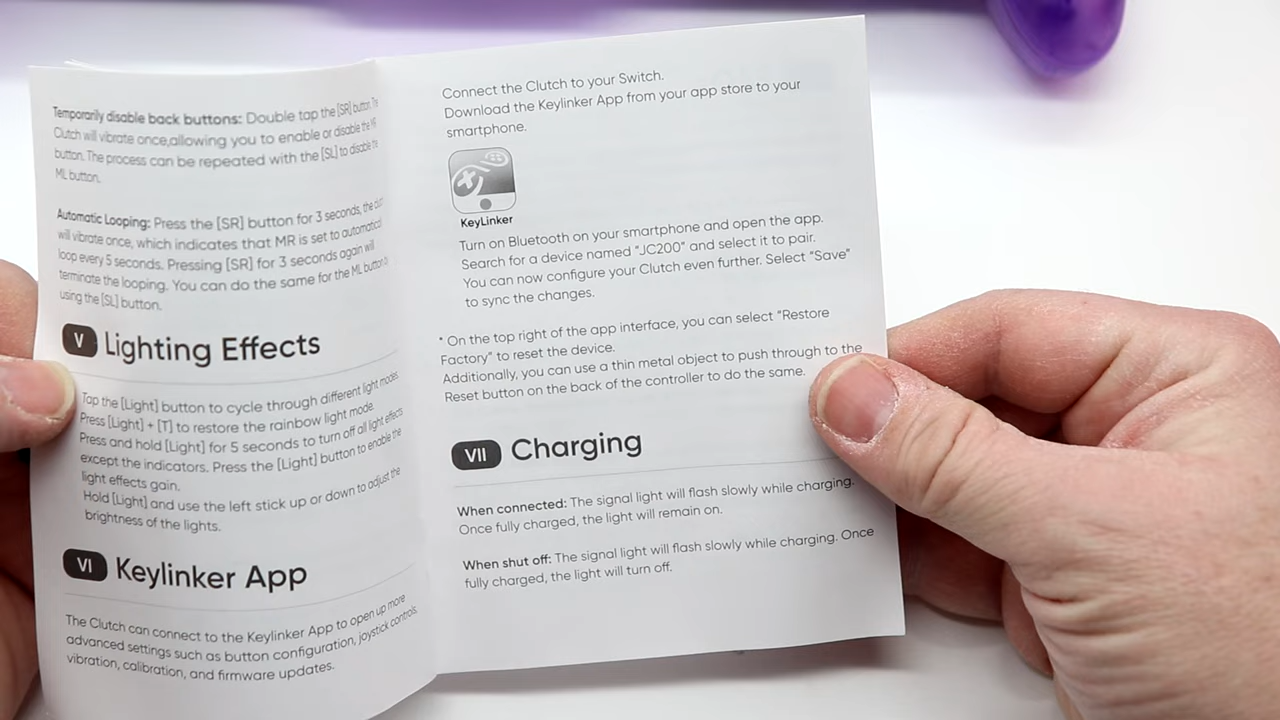 Temporarily disable back buttons: Double tap the [SR] button. The
Clutch will vibrate once,allowing you to enable or disable the MR
button. The process can be repeated with the [SL] to disable the
ML button.
Automatic Looping: Press the [SR] button for 3 seconds, the
will vibrate once, which indicates that MR is set to
loop every 5 seconds. Pressing [SR] for 3 seconds again will
terminate the looping. You can do the same for the ML button
using the [SL] button.
V Lighting Effects
Tap the [Light] button to cycle through different light modes.
Press [Light] + [T] to restore the rainbow light mode.
Press and hold [Light] for 5 seconds to turn off all light effects
except the indicators. Press the [Light] button to enable the
light effects gain.
Hold [Light] and use the left stick up or down to adjust the
brightness of the lights.
VI Keylinker App
The Clutch can connect to the Keylinker App to open up more
advanced settings such as button configuration, joystick controls,
vibration, calibration, and firmware updates.
Connect the Clutch to your Switch.
Download the Keylinker App from your app store to your
smartphone.
KeyLinker
Turn on Bluetooth on your smartphone and open the app.
Search for a device named "JC200" and select it to pair.
You can now configure your Clutch even further. Select "Save"
to sync the changes.
* On the top right of the app interface, you can select "Restore
Factory" to reset the device.
Additionally, you can use a thin metal object to push through to the
Reset button on the back of the controller to do the same.
VII Charging
When connected: The signal light will flash slowly while charging.
Once fully charged, the light will remain on.
When shut off: The signal light will flash slowly while charging. Once
fully charged, the light will turn off.